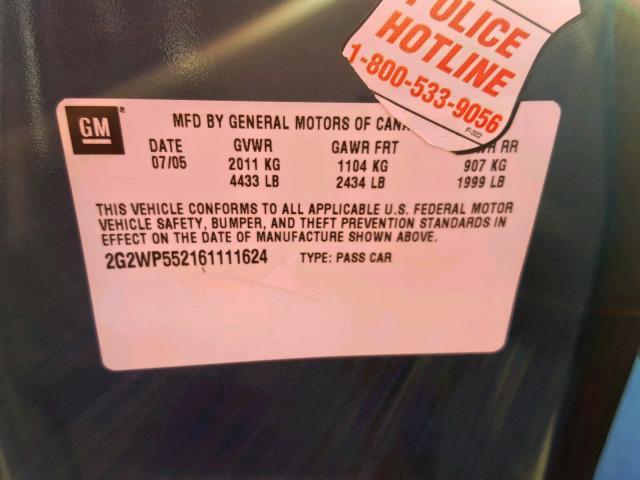 POLICE
HOTLINE
1-800-533-9056
F-322
GM
MFD BY GENERAL MOTORS OF
DATE GVWR GAWR FRT RR
07/05 2011 KG 1104 KG 907 KG
4433 LB 2434 LB 1999 LB
THIS VEHICLE CONFORMS TO ALL APPLICABLE U.S. FEDERAL MOTOR
VEHICLE SAFETY, BUMPER, AND THEFT PREVENTION STANDARDS IN
EFFECT ON THE DATE OF MANUFACTURE SHOWN ABOVE.
2G2WP552161111624 TYPE: PASS CAR